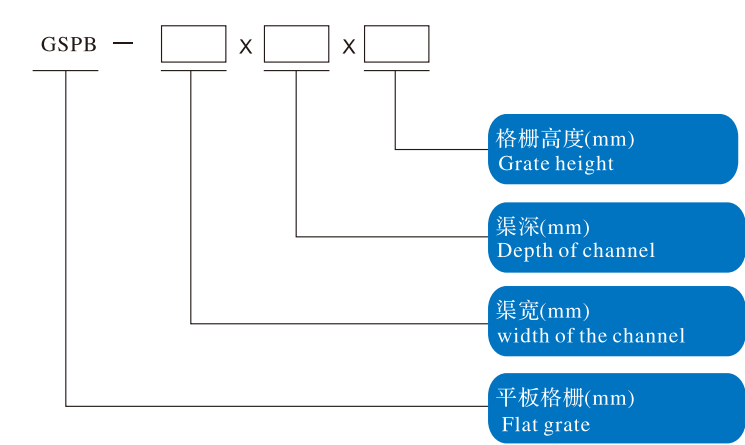 GSPB — x x
格栅高度(mm)
Grate height
渠深(mm)
Depth of channel
渠宽(mm)
width of the channel
平板格栅(mm)
Flat grate